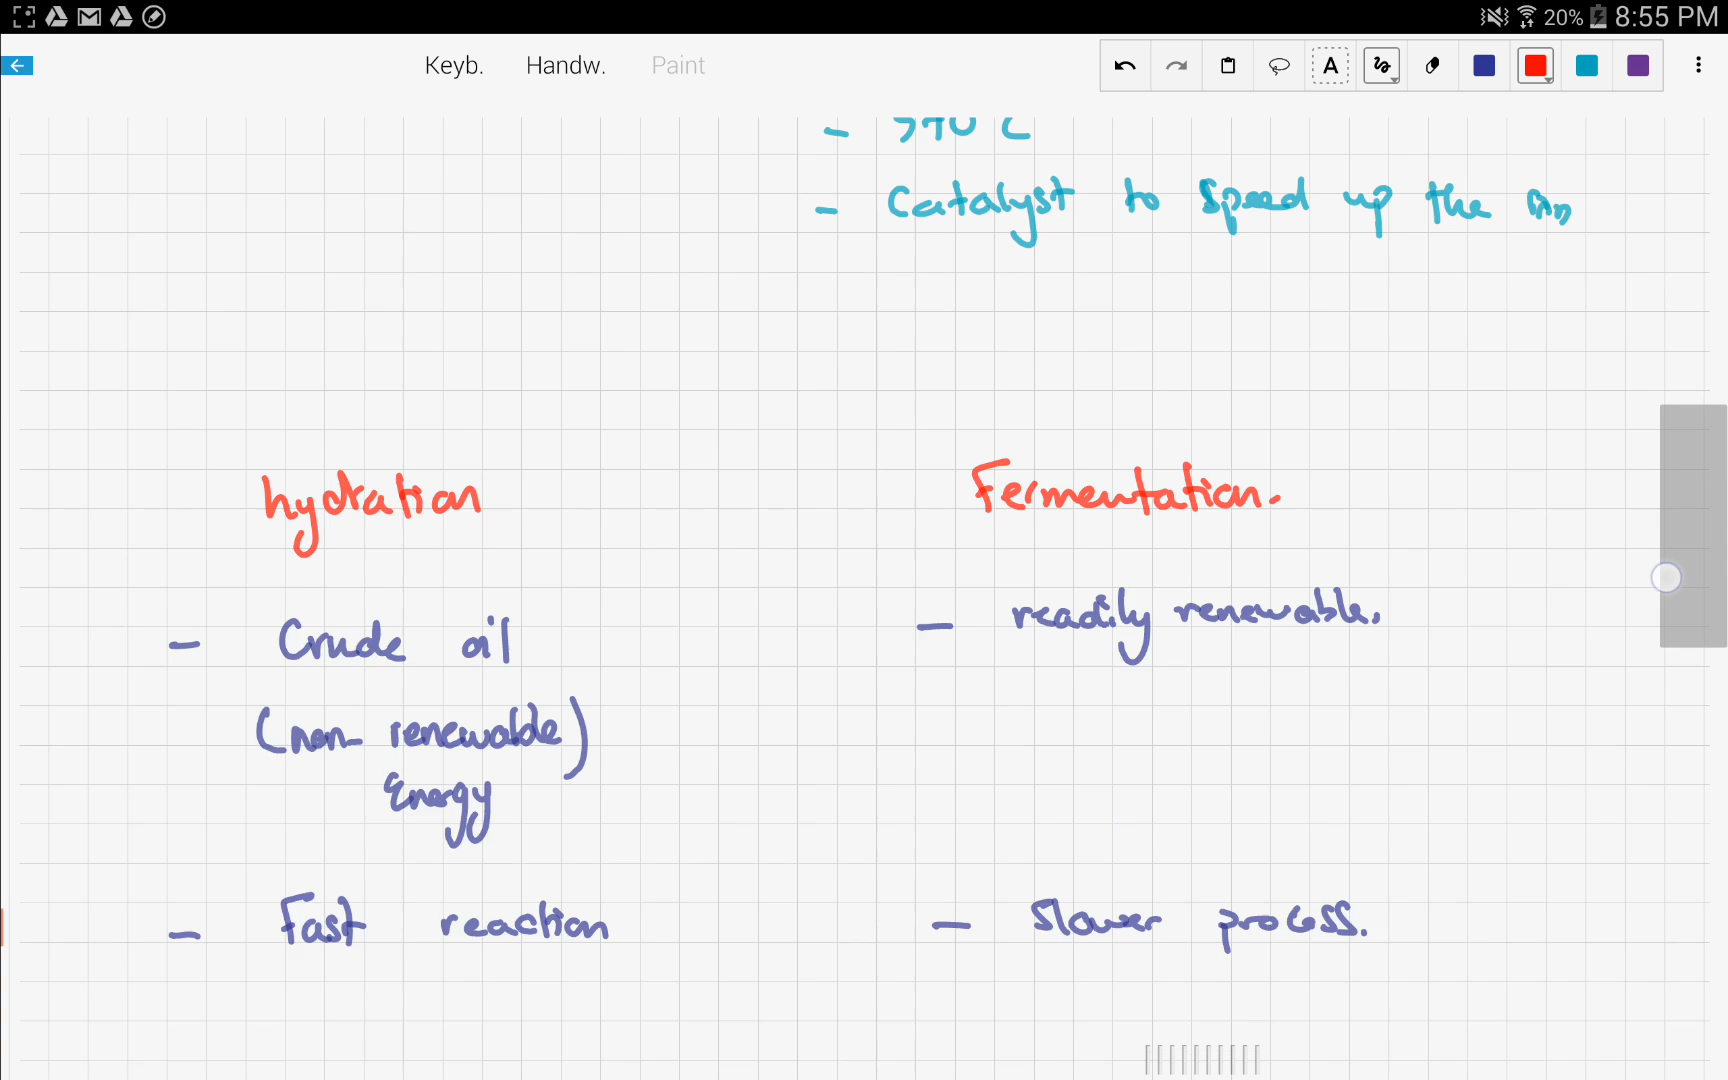 20% 8:55 PM
Keyb. Handw. Paint
A
- Catalyst to speed up the rxn
hydration
Fermentation.
- Crude oil
- readily renewable.
(non-renewable)
Energy
- Fast reaction
- Slower process.